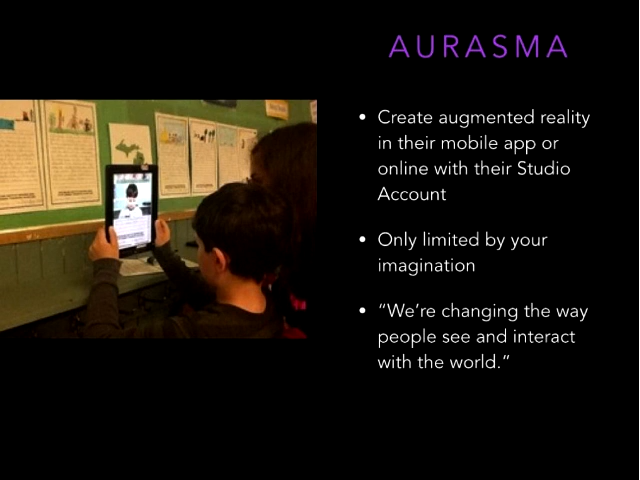 AURASMA
• Create augmented reality
in their mobile app or
online with their Studio
Account
• Only limited by your
imagination
• “We’re changing the way
people see and interact
with the world.”